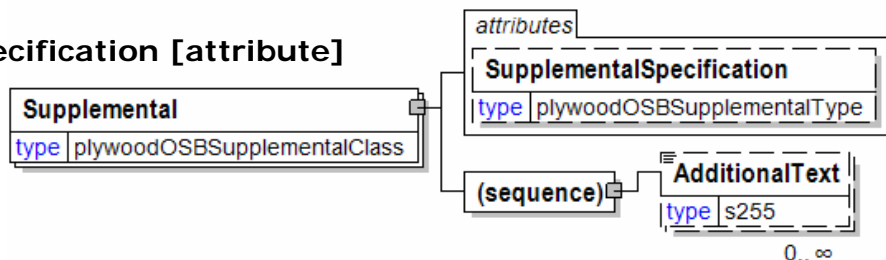 attributes
ecification [attribute]
SupplementalSpecification
type plywoodOSBSupplementalType
Supplemental
type plywoodOSBSupplementalClass
(sequence)
AdditionalText
type s255
0..∞